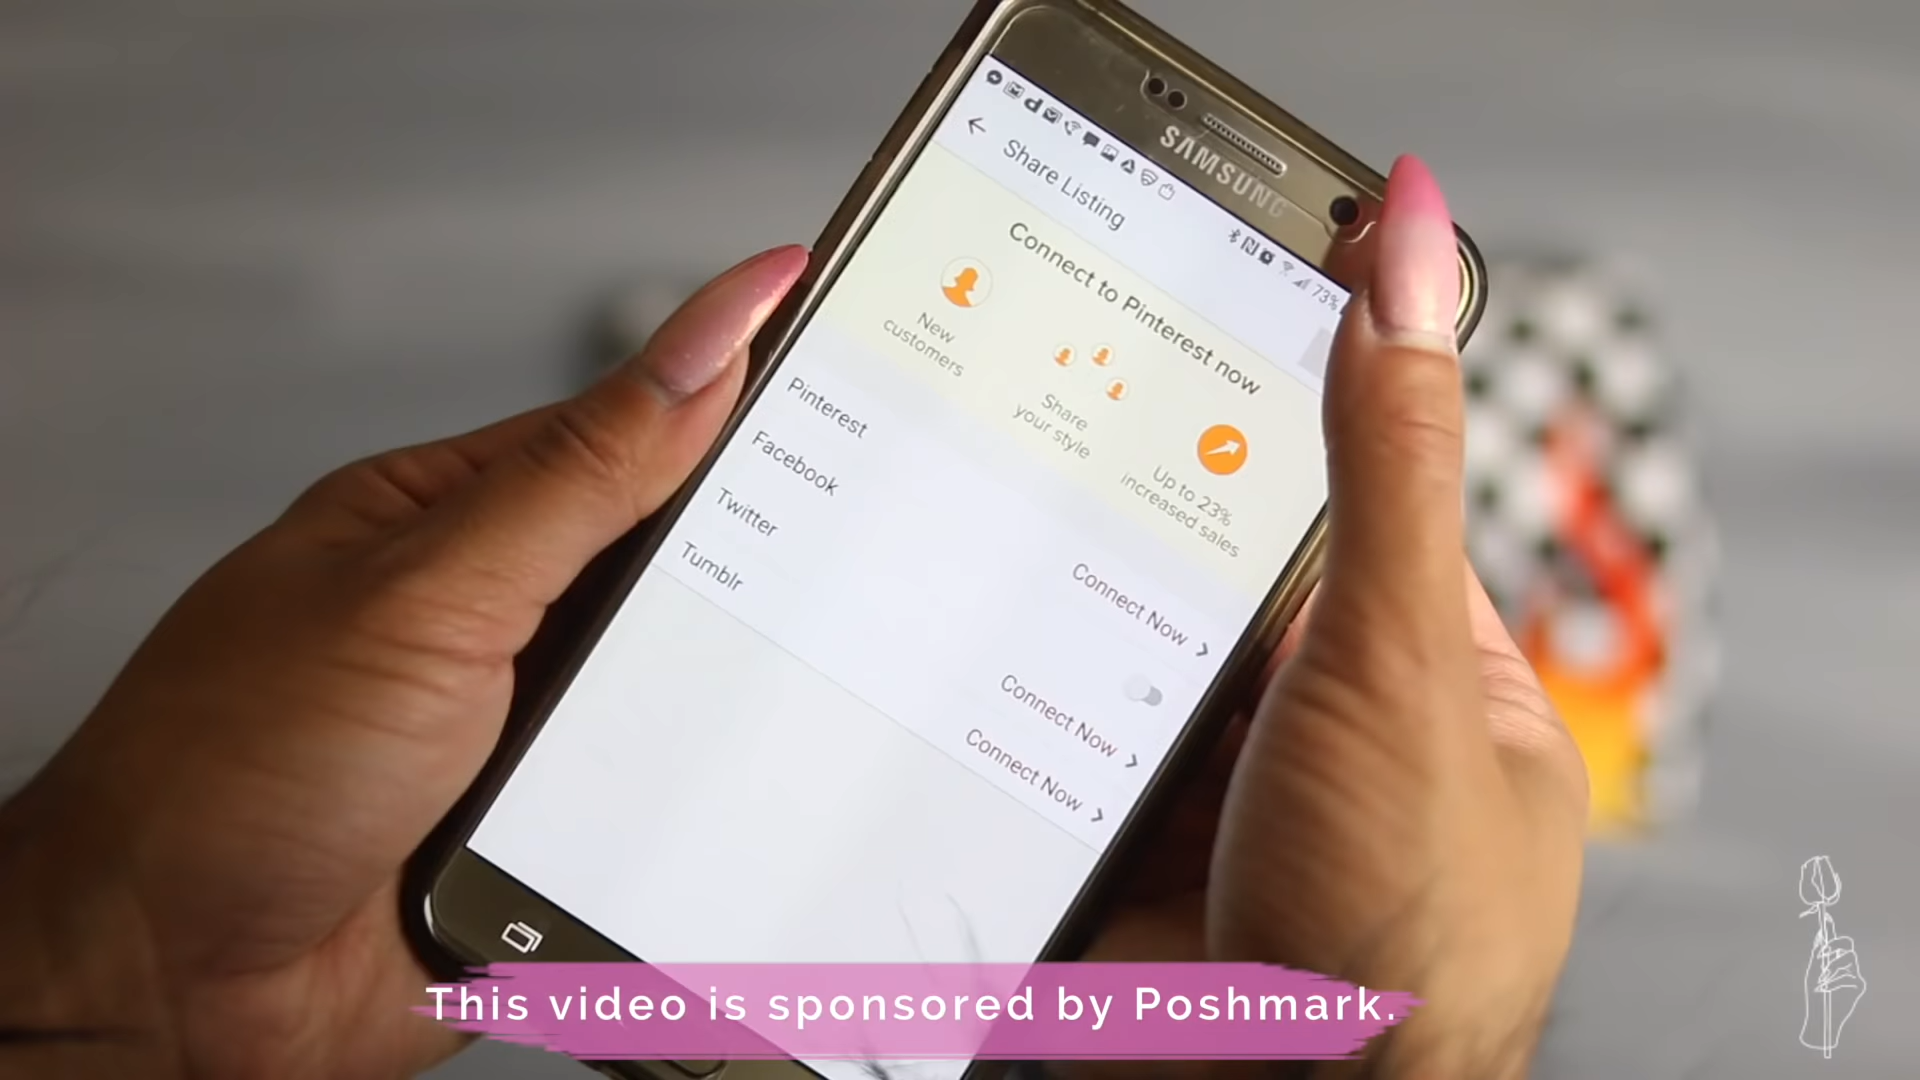 SAMSUNG
73%
Share Listing
Connect to Pinterest now
New
customers
Share
your style
Up to 23%
increased sales
Pinterest
Connect Now
Facebook
Twitter
Connect Now
Tumblr
Connect Now
This video is sponsored by Poshmark.